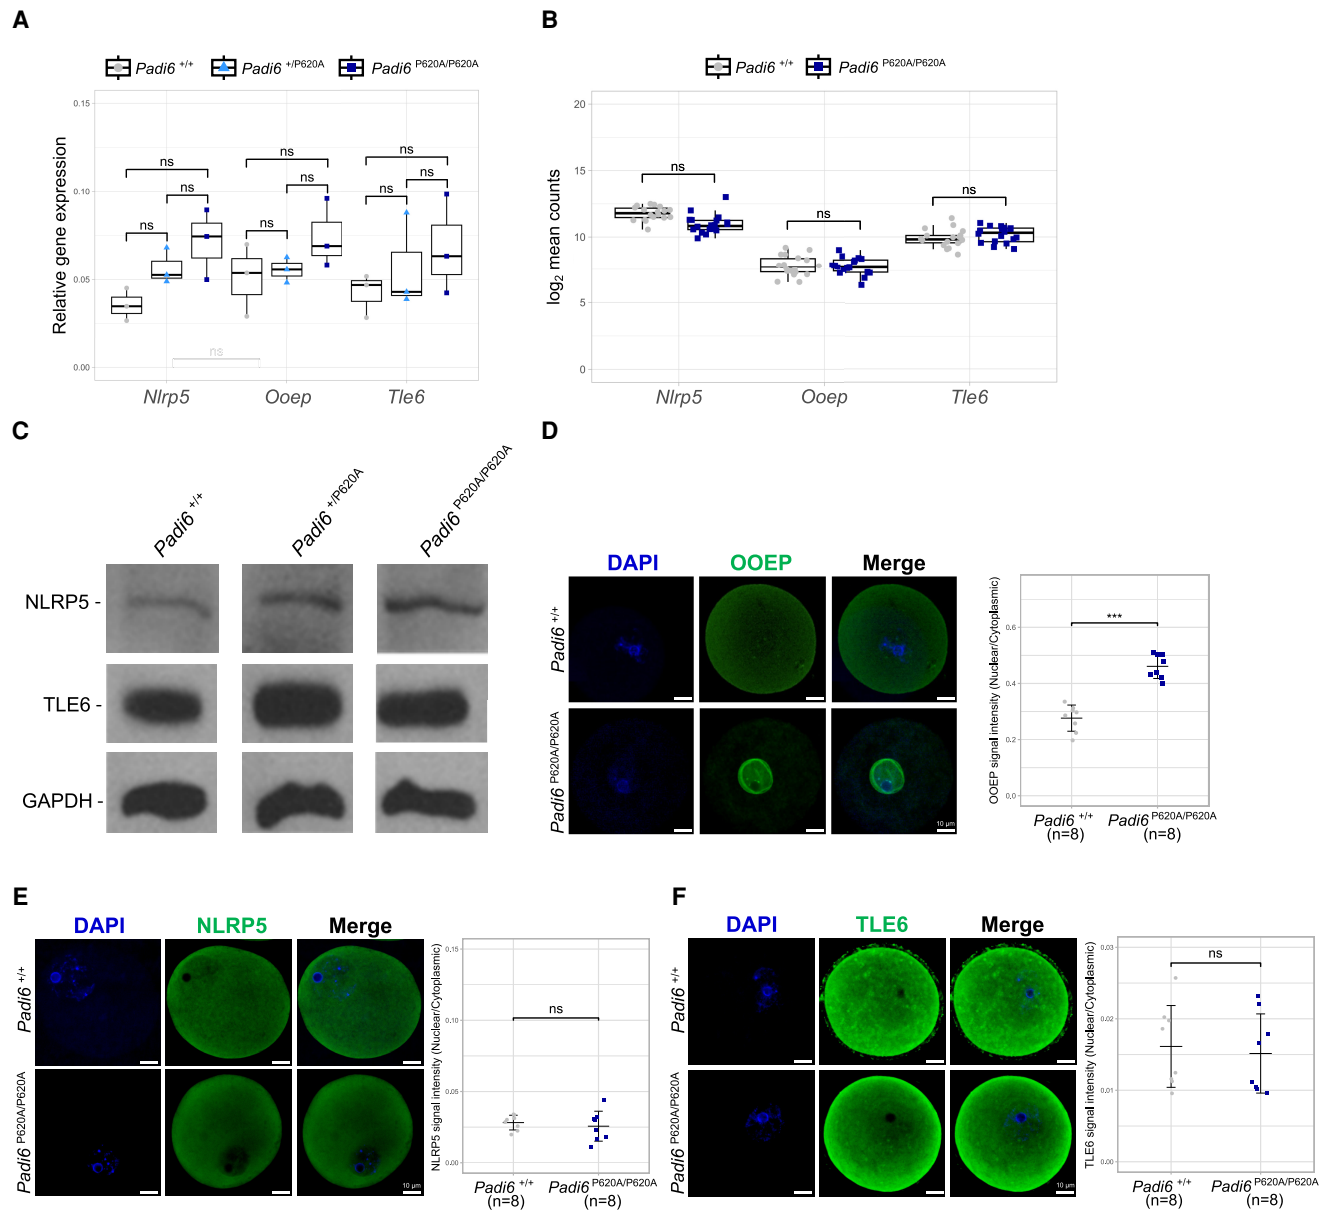 A
Padi6 +/+ Padi6 +/P620A Padi6 P620A/P620A
Relative gene expression
0.15
0.10
0.05
0.00
ns
ns
ns
ns
ns
ns
ns
ns
ns
ns
Nlrp5 Ooep Tle6
B
Padi6 +/+ Padi6 P620A/P620A
log2 mean counts
20
15
10
5
0
ns
ns
ns
Nlrp5 Ooep Tle6
C
Padi6 +/+ Padi6 +/P620A Padi6 P620A/P620A
NLRP5 -
TLE6 -
GAPDH -
D
DAPI OOEP Merge
Padi6 +/+
Padi6 P620A/P620A
10 µm
OOEP signal intensity (Nuclear/Cytoplasmic)
0.6
0.4
0.2
0.0
***
Padi6 +/+ Padi6 P620A/P620A
(n=8) (n=8)
E
DAPI NLRP5 Merge
Padi6 +/+
Padi6 P620A/P620A
10 µm
NLRP5 signal intensity (Nuclear/Cytoplasmic)
0.15
0.10
0.05
0.00
ns
Padi6 +/+ Padi6 P620A/P620A
(n=8) (n=8)
F
DAPI TLE6 Merge
Padi6 +/+
Padi6 P620A/P620A
10 µm
TLE6 signal intensity (Nuclear/Cytoplasmic)
0.03
0.02
0.01
0.00
ns
Padi6 +/+ Padi6 P620A/P620A
(n=8) (n=8)